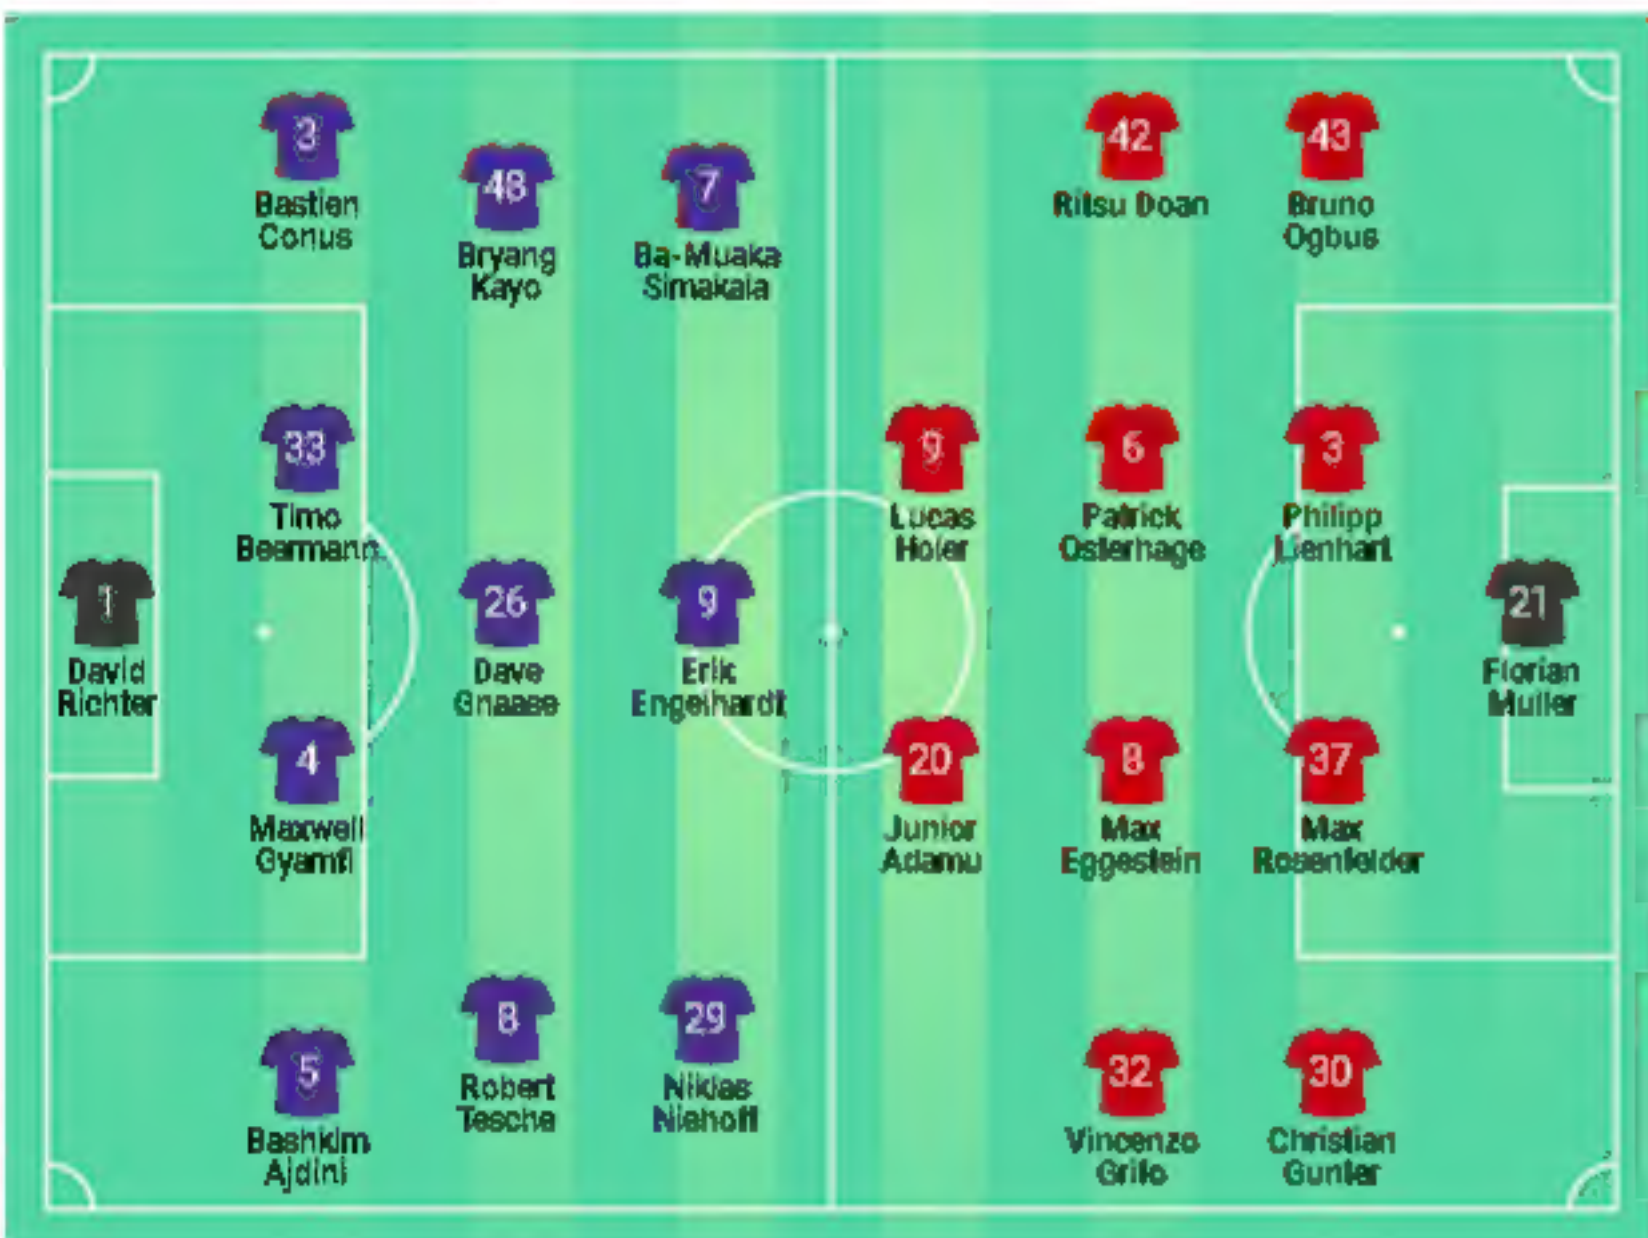 3
Bastien
Conus
48
Bryang
Kayo
7
Ba-Muaka
Simakala
42
Ritsu Doan
43
Bruno
Ogbus
33
Timo
Beermann
9
Lucas
Holer
6
Patrick
Osterhage
3
Philipp
Lienhart
1
David
Richter
26
Dave
Gnaase
9
Erik
Engelhardt
21
Florian
Muller
4
Maxwell
Gyamfi
20
Junior
Adamu
8
Max
Eggestein
37
Max
Rosenfelder
5
Bashkim
Ajdini
8
Robert
Tesche
29
Niklas
Niehoff
32
Vincenzo
Grifo
30
Christian
Gunter